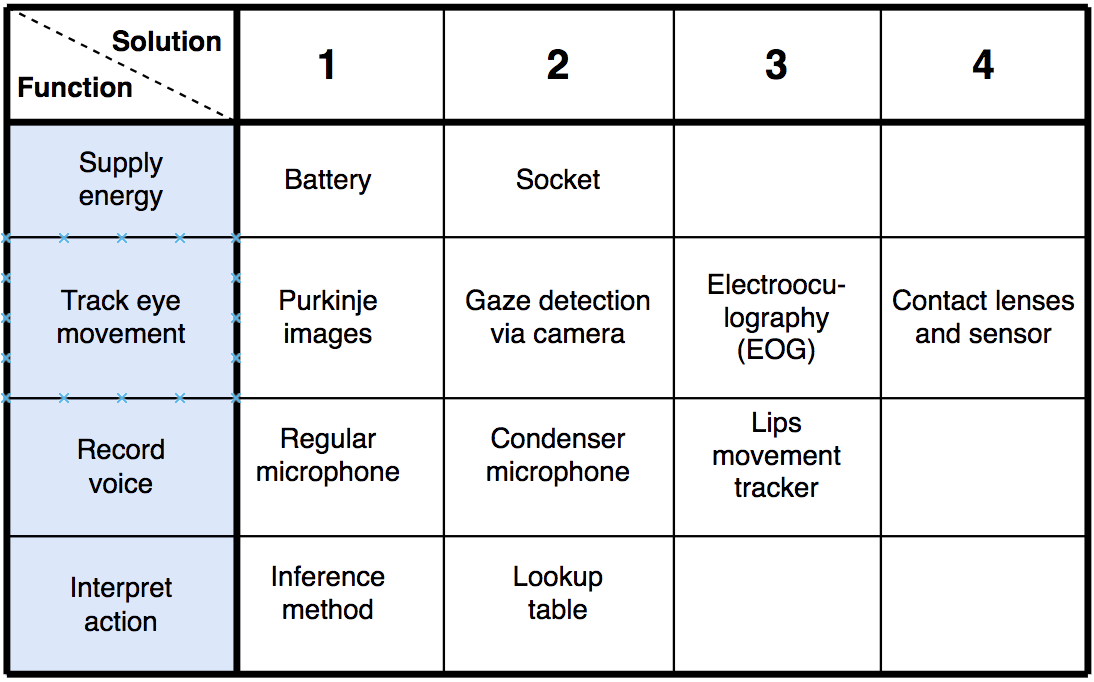 Solution
Function
1
2
3
4
Supply
energy
Battery
Socket
Track eye
movement
Purkinje
images
Gaze detection
via camera
Electroocu-
lography
(EOG)
Contact lenses
and sensor
Record
voice
Regular
microphone
Condenser
microphone
Lips
movement
tracker
Interpret
action
Inference
method
Lookup
table